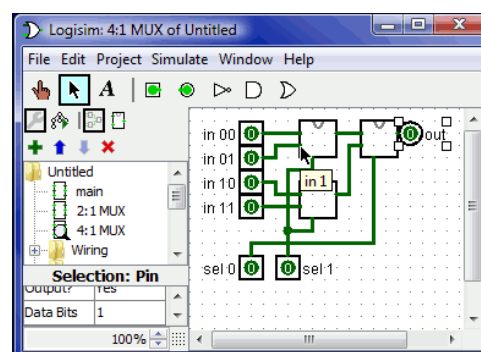 Logisim: 4:1 MUX of Untitled
File Edit Project Simulate Window Help
A
Untitled
main
2:1 MUX
4:1 MUX
Wiring
Selection: Pin
Output? Yes
Data Bits 1
100%
in 00 0
in 01 0
in 10 0
in 11 0
in 1
0 out
sel 0 0
0 sel 1